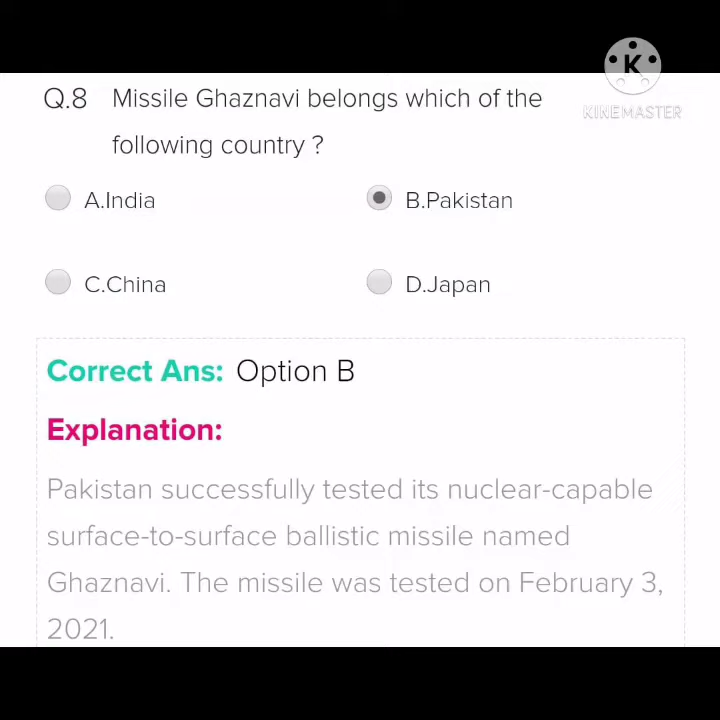 K
KINEMASTER
Q.8 Missile Ghaznavi belongs which of the
following country ?
A.India
B.Pakistan
C.China
D.Japan
Correct Ans: Option B
Explanation:
Pakistan successfully tested its nuclear-capable
surface-to-surface ballistic missile named
Ghaznavi. The missile was tested on February 3,
2021.